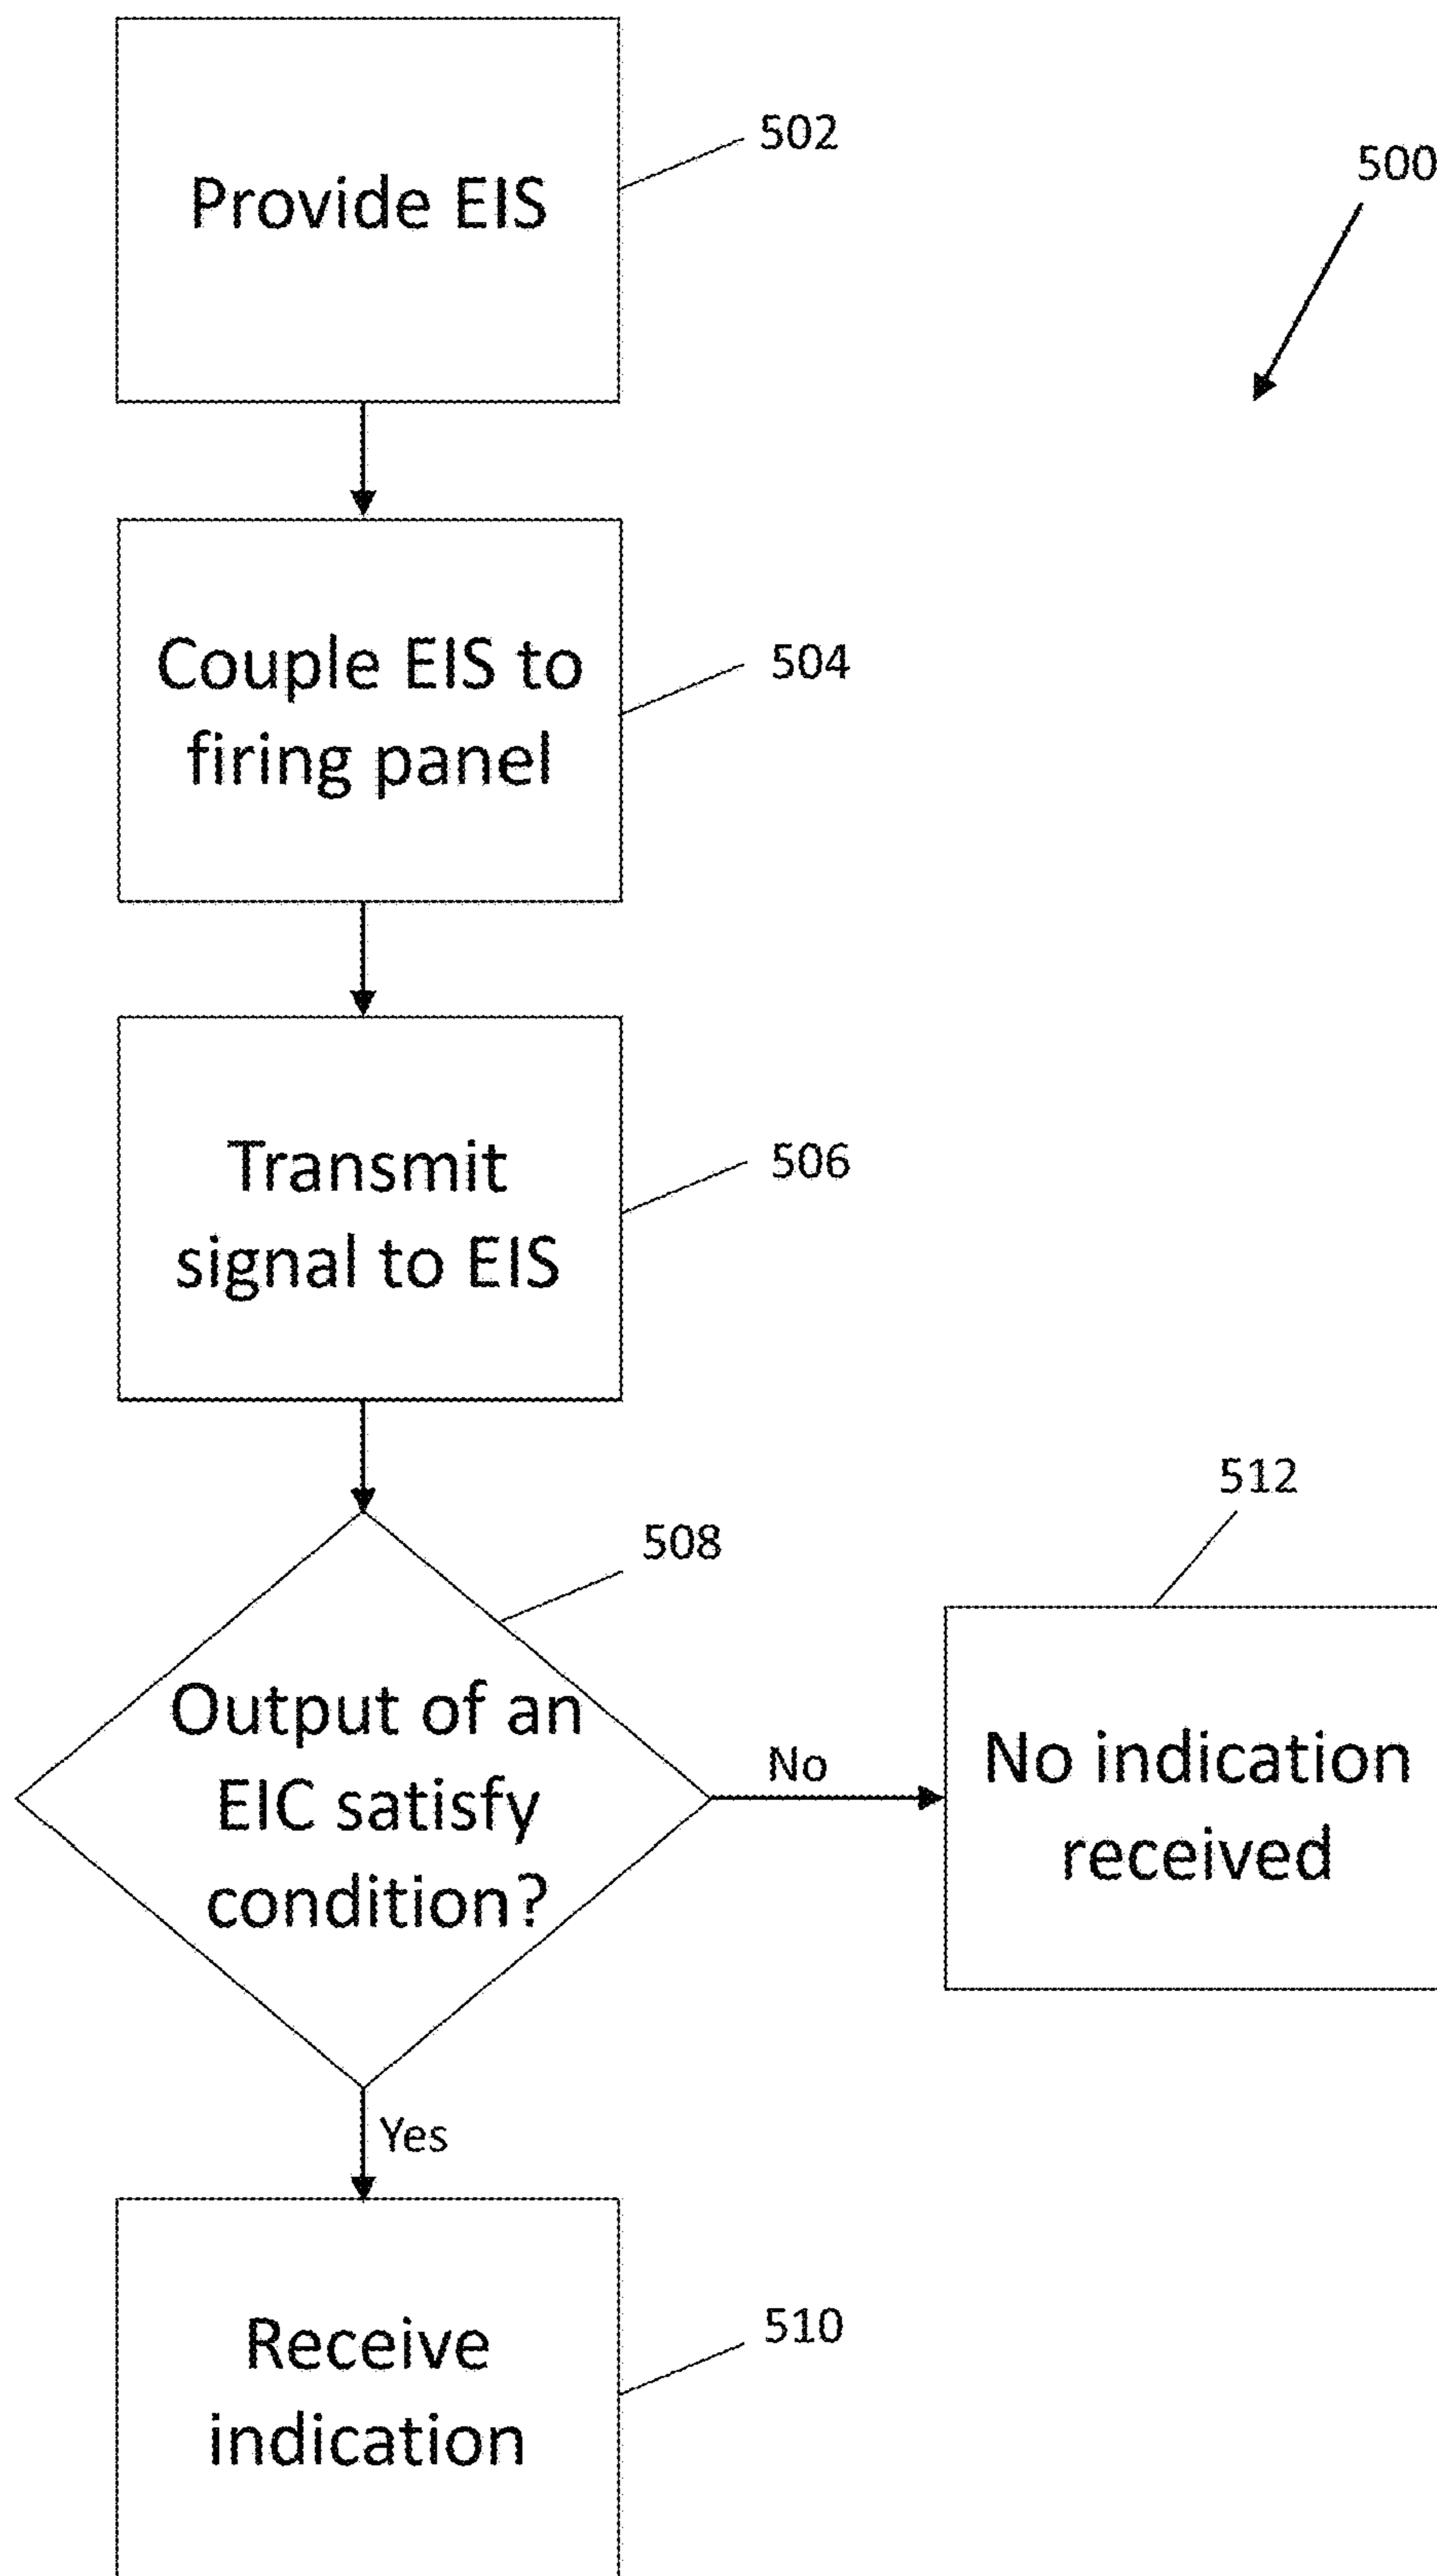 Provide EIS
502
500
Couple EIS to
firing panel
504
Transmit
signal to EIS
506
508
512
Output of an
EIC satisfy
condition?
No
No indication
received
Yes
Receive
indication
510